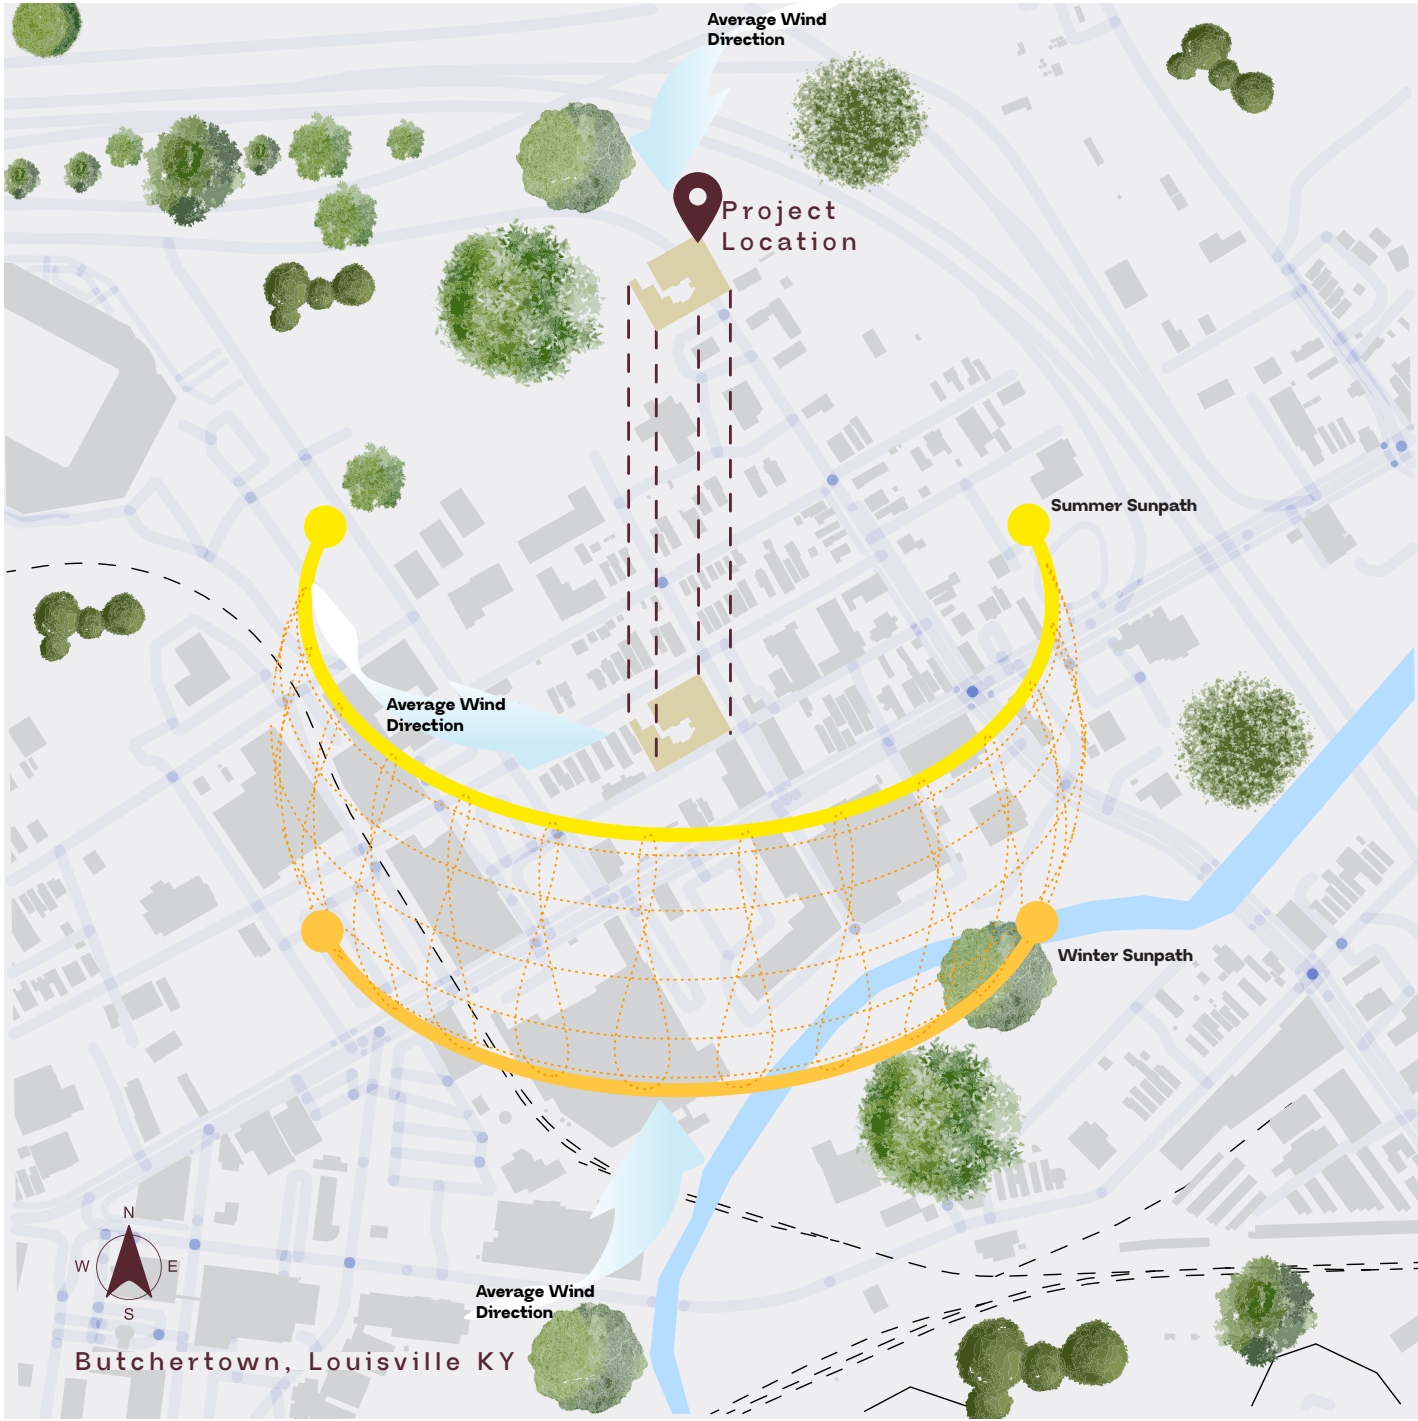 Average Wind
Direction
Project
Location
Summer Sunpath
Average Wind
Direction
Winter Sunpath
N
W E
S
Average Wind
Direction
Butchertown, Louisville KY